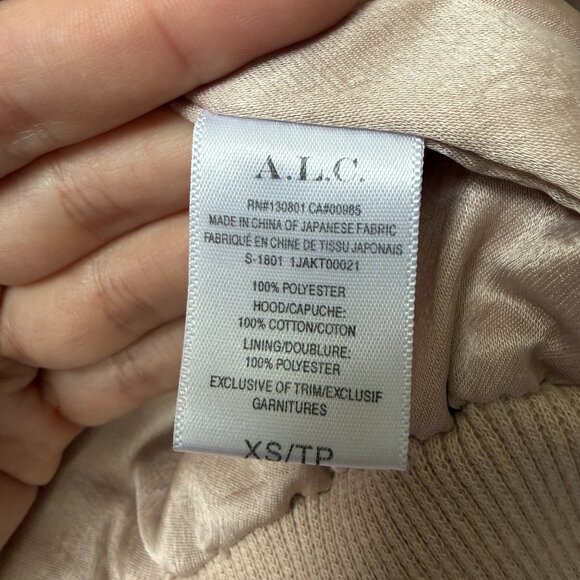 A.L.C.
RN#130801 CA#00985
MADE IN CHINA OF JAPANESE FABRIC
FABRIQUÉ EN CHINE DE TISSU JAPONAIS
S-1801 1JAKT00021
100% POLYESTER
HOOD/CAPUCHE:
100% COTTON/COTON
LINING/DOUBLURE:
100% POLYESTER
EXCLUSIVE OF TRIM/EXCLUSIF
GARNITURES
XS/TP